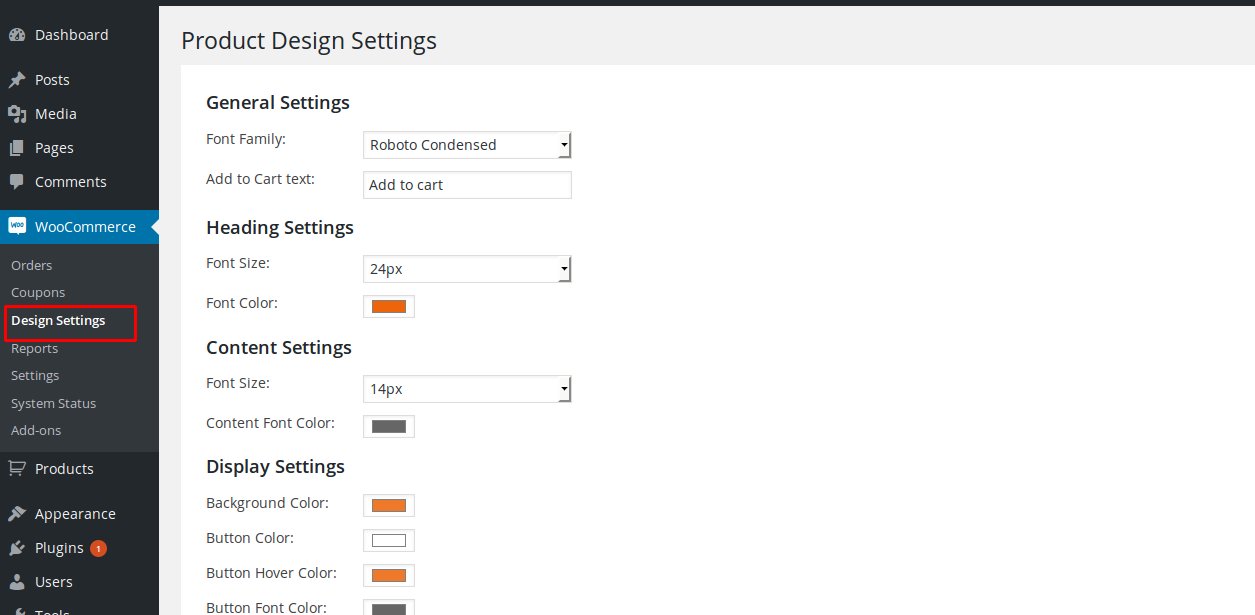 Dashboard
Posts
Media
Pages
Comments
Woo WooCommerce
Orders
Coupons
Design Settings
Reports
Settings
System Status
Add-ons
Products
Appearance
Plugins 1
Users
Tools
Product Design Settings
General Settings
Font Family: Roboto Condensed
Add to Cart text: Add to cart
Heading Settings
Font Size: 24px
Font Color:
Content Settings
Font Size: 14px
Content Font Color:
Display Settings
Background Color:
Button Color:
Button Hover Color:
Button Font Color: